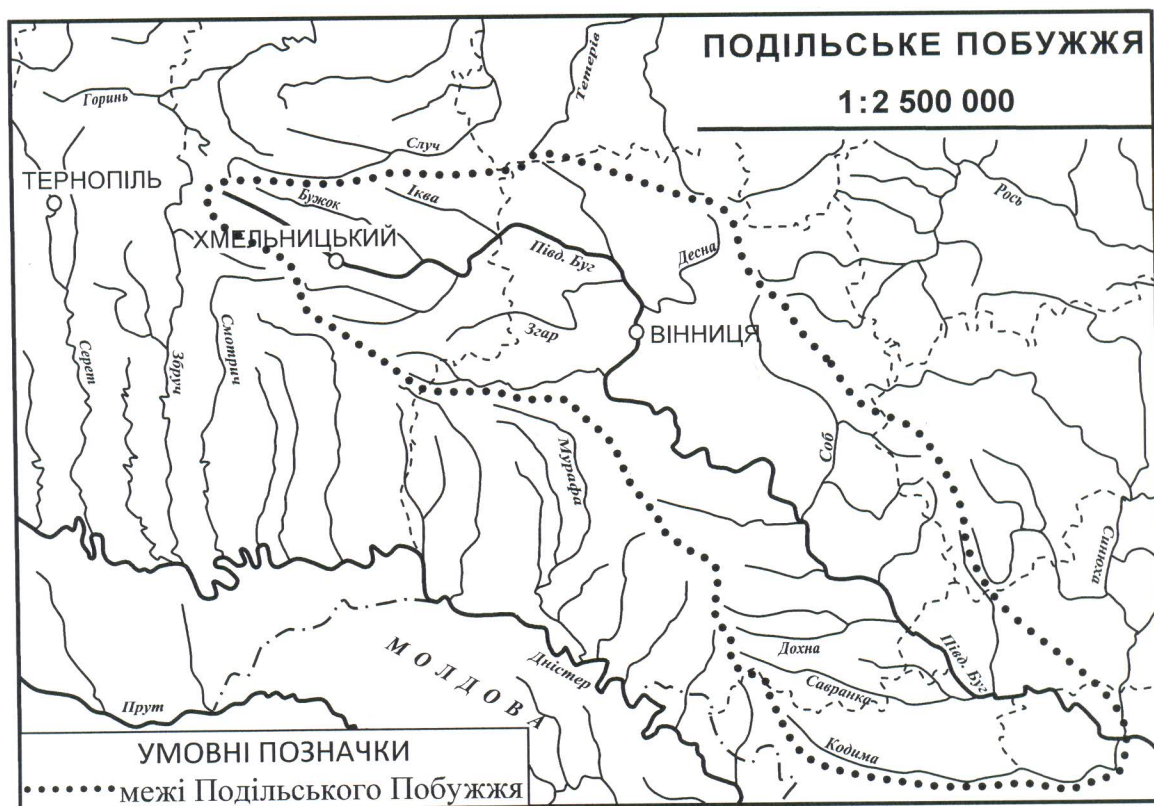 ПОДІЛЬСЬКЕ ПОБУЖЖЯ
1:2 500 000
Горинь
Тетерів
Случ
ТЕРНОПІЛЬ
Рось
Бужок
Іква
ХМЕЛЬНИЦЬКИЙ
Півд. Буг
Десна
Згар
ВІННИЦЯ
Серет
Збруч
Смотрич
Мурафа
Соб
Синюха
МОЛДОВА
Дністер
Дохна
Півд. Буг
Савранка
Прут
Кодима
УМОВНІ ПОЗНАЧКИ
межі Подільського Побужжя